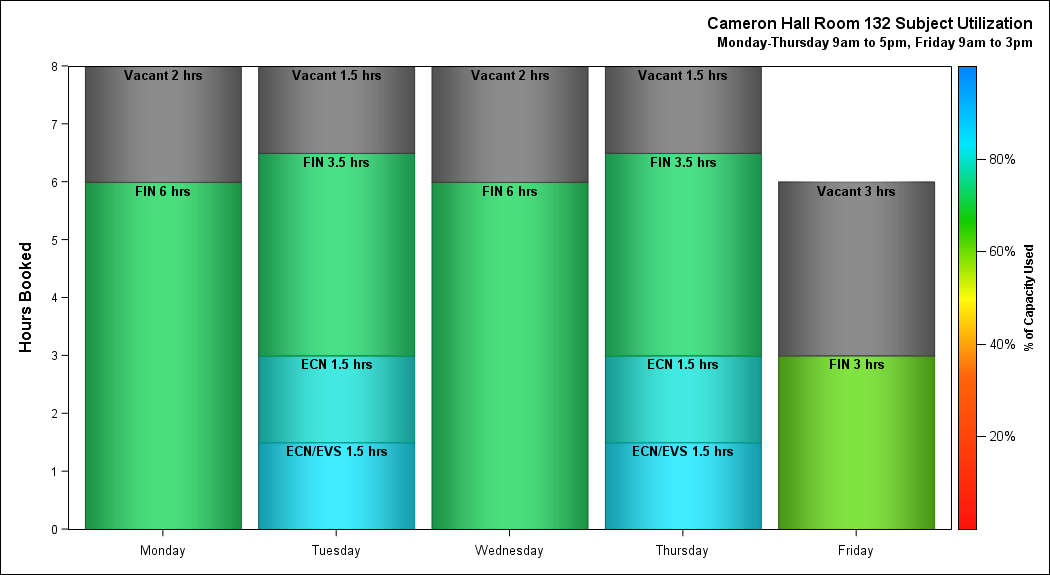 Cameron Hall Room 132 Subject Utilization
Monday-Thursday 9am to 5pm, Friday 9am to 3pm
Hours Booked
8
7
6
5
4
3
2
1
0
Vacant 2 hrs
FIN 6 hrs
Vacant 1.5 hrs
FIN 3.5 hrs
ECN 1.5 hrs
ECN/EVS 1.5 hrs
Vacant 2 hrs
FIN 6 hrs
Vacant 1.5 hrs
FIN 3.5 hrs
ECN 1.5 hrs
ECN/EVS 1.5 hrs
Vacant 3 hrs
FIN 3 hrs
Monday
Tuesday
Wednesday
Thursday
Friday
80%
60%
40%
20%
% of Capacity Used